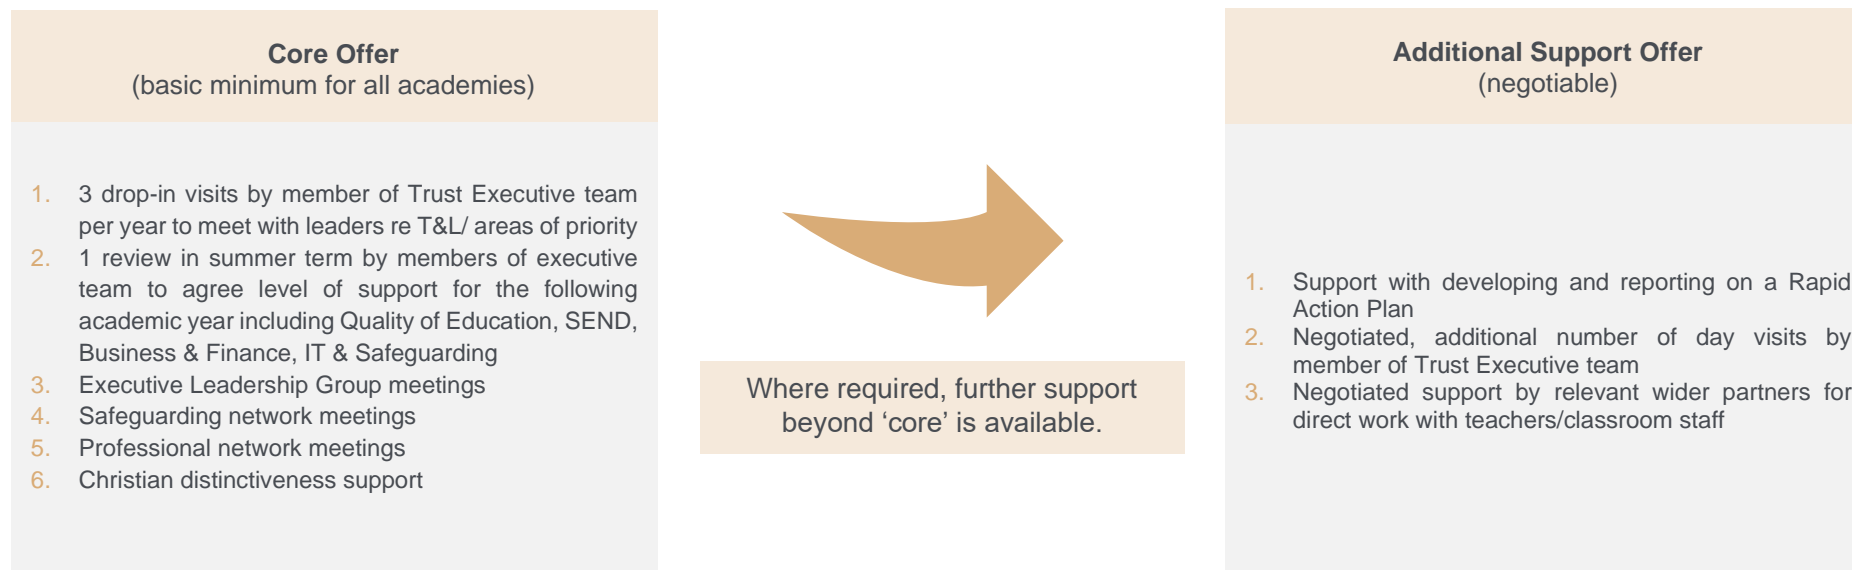 Core Offer
(basic minimum for all academies)
1. 3 drop-in visits by member of Trust Executive team
per year to meet with leaders re T&L/ areas of priority
2. 1 review in summer term by members of executive
team to agree level of support for the following
academic year including Quality of Education, SEND,
Business & Finance, IT & Safeguarding
3. Executive Leadership Group meetings
4. Safeguarding network meetings
5. Professional network meetings
6. Christian distinctiveness support
Where required, further support
beyond ‘core’ is available.
Additional Support Offer
(negotiable)
1. Support with developing and reporting on a Rapid
Action Plan
2. Negotiated, additional number of day visits by
member of Trust Executive team
3. Negotiated support by relevant wider partners for
direct work with teachers/classroom staff